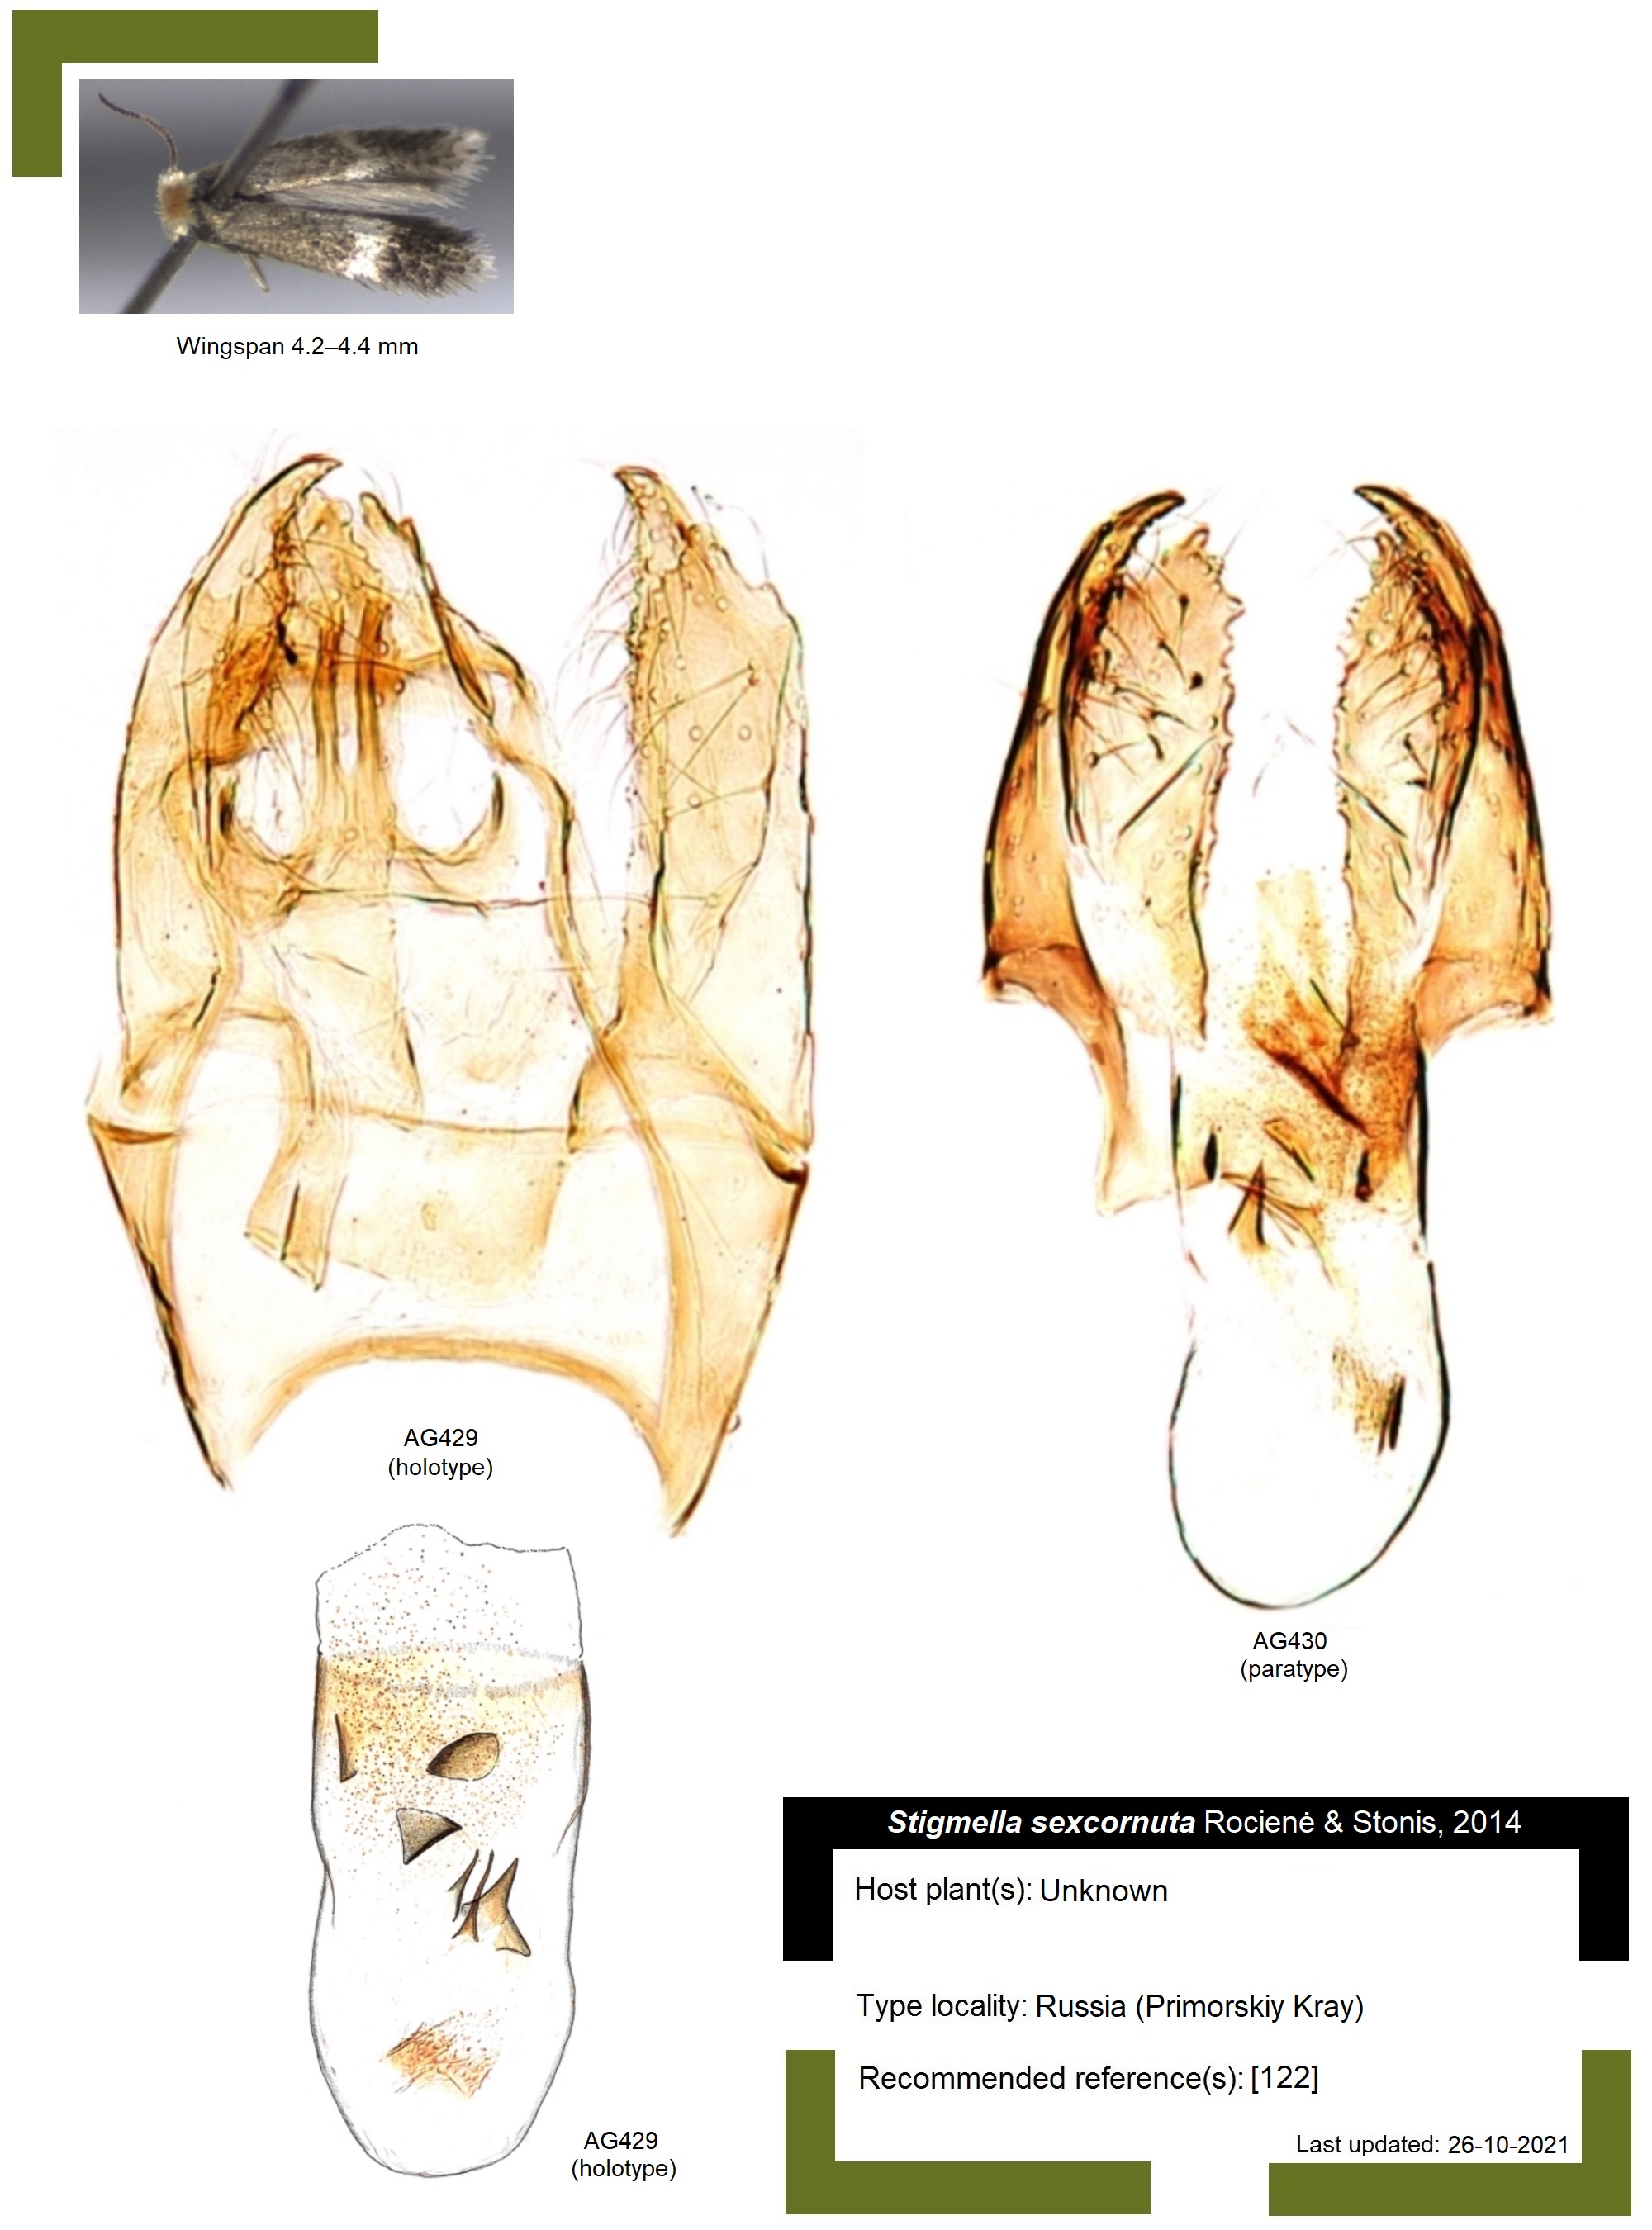 Wingspan 4.2–4.4 mm
AG429
(holotype)
AG430
(paratype)
AG429
(holotype)
Stigmella sexcornuta Rocienė & Stonis, 2014
Host plant(s): Unknown
Type locality: Russia (Primorskiy Kray)
Recommended reference(s): [122]
Last updated: 26-10-2021